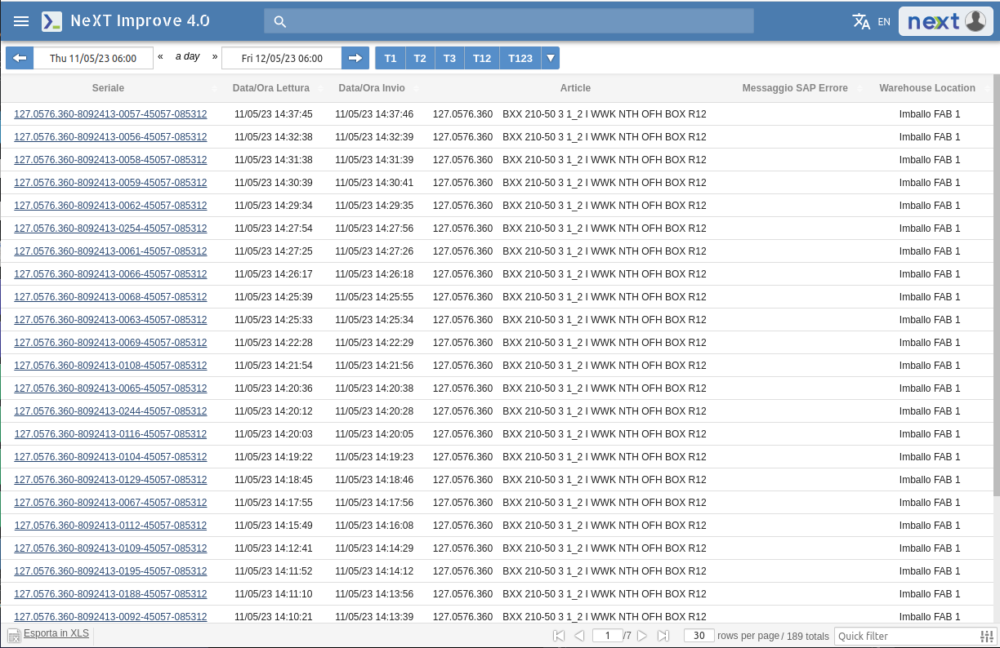 NeXT Improve 4.0 EN next
Thu 11/05/23 06:00 « a day » Fri 12/05/23 06:00 T1 T2 T3 T12 T123
Seriale Data/Ora Lettura Data/Ora Invio Article Messaggio SAP Errore Warehouse Location
127.0576.360-8092413-0057-45057-085312 11/05/23 14:37:45 11/05/23 14:37:46 127.0576.360 BXX 210-50 3 1_2 I WWK NTH OFH BOX R12 Imballo FAB 1
127.0576.360-8092413-0056-45057-085312 11/05/23 14:32:38 11/05/23 14:32:39 127.0576.360 BXX 210-50 3 1_2 I WWK NTH OFH BOX R12 Imballo FAB 1
127.0576.360-8092413-0058-45057-085312 11/05/23 14:31:38 11/05/23 14:31:39 127.0576.360 BXX 210-50 3 1_2 I WWK NTH OFH BOX R12 Imballo FAB 1
127.0576.360-8092413-0059-45057-085312 11/05/23 14:30:39 11/05/23 14:30:41 127.0576.360 BXX 210-50 3 1_2 I WWK NTH OFH BOX R12 Imballo FAB 1
127.0576.360-8092413-0062-45057-085312 11/05/23 14:29:34 11/05/23 14:29:35 127.0576.360 BXX 210-50 3 1_2 I WWK NTH OFH BOX R12 Imballo FAB 1
127.0576.360-8092413-0254-45057-085312 11/05/23 14:27:54 11/05/23 14:27:56 127.0576.360 BXX 210-50 3 1_2 I WWK NTH OFH BOX R12 Imballo FAB 1
127.0576.360-8092413-0061-45057-085312 11/05/23 14:27:25 11/05/23 14:27:26 127.0576.360 BXX 210-50 3 1_2 I WWK NTH OFH BOX R12 Imballo FAB 1
127.0576.360-8092413-0066-45057-085312 11/05/23 14:26:17 11/05/23 14:26:18 127.0576.360 BXX 210-50 3 1_2 I WWK NTH OFH BOX R12 Imballo FAB 1
127.0576.360-8092413-0068-45057-085312 11/05/23 14:25:39 11/05/23 14:25:55 127.0576.360 BXX 210-50 3 1_2 I WWK NTH OFH BOX R12 Imballo FAB 1
127.0576.360-8092413-0063-45057-085312 11/05/23 14:25:33 11/05/23 14:25:34 127.0576.360 BXX 210-50 3 1_2 I WWK NTH OFH BOX R12 Imballo FAB 1
127.0576.360-8092413-0069-45057-085312 11/05/23 14:22:28 11/05/23 14:22:29 127.0576.360 BXX 210-50 3 1_2 I WWK NTH OFH BOX R12 Imballo FAB 1
127.0576.360-8092413-0108-45057-085312 11/05/23 14:21:54 11/05/23 14:21:56 127.0576.360 BXX 210-50 3 1_2 I WWK NTH OFH BOX R12 Imballo FAB 1
127.0576.360-8092413-0065-45057-085312 11/05/23 14:20:36 11/05/23 14:20:38 127.0576.360 BXX 210-50 3 1_2 I WWK NTH OFH BOX R12 Imballo FAB 1
127.0576.360-8092413-0244-45057-085312 11/05/23 14:20:12 11/05/23 14:20:28 127.0576.360 BXX 210-50 3 1_2 I WWK NTH OFH BOX R12 Imballo FAB 1
127.0576.360-8092413-0116-45057-085312 11/05/23 14:20:03 11/05/23 14:20:05 127.0576.360 BXX 210-50 3 1_2 I WWK NTH OFH BOX R12 Imballo FAB 1
127.0576.360-8092413-0104-45057-085312 11/05/23 14:19:22 11/05/23 14:19:23 127.0576.360 BXX 210-50 3 1_2 I WWK NTH OFH BOX R12 Imballo FAB 1
127.0576.360-8092413-0129-45057-085312 11/05/23 14:18:45 11/05/23 14:18:46 127.0576.360 BXX 210-50 3 1_2 I WWK NTH OFH BOX R12 Imballo FAB 1
127.0576.360-8092413-0067-45057-085312 11/05/23 14:17:55 11/05/23 14:17:56 127.0576.360 BXX 210-50 3 1_2 I WWK NTH OFH BOX R12 Imballo FAB 1
127.0576.360-8092413-0112-45057-085312 11/05/23 14:15:49 11/05/23 14:16:08 127.0576.360 BXX 210-50 3 1_2 I WWK NTH OFH BOX R12 Imballo FAB 1
127.0576.360-8092413-0109-45057-085312 11/05/23 14:12:41 11/05/23 14:14:29 127.0576.360 BXX 210-50 3 1_2 I WWK NTH OFH BOX R12 Imballo FAB 1
127.0576.360-8092413-0195-45057-085312 11/05/23 14:11:52 11/05/23 14:14:12 127.0576.360 BXX 210-50 3 1_2 I WWK NTH OFH BOX R12 Imballo FAB 1
127.0576.360-8092413-0188-45057-085312 11/05/23 14:11:10 11/05/23 14:13:56 127.0576.360 BXX 210-50 3 1_2 I WWK NTH OFH BOX R12 Imballo FAB 1
127.0576.360-8092413-0092-45057-085312 11/05/23 14:10:21 11/05/23 14:13:39 127.0576.360 BXX 210-50 3 1_2 I WWK NTH OFH BOX R12 Imballo FAB 1
Esporta in XLS 1 /7 30 rows per page / 189 totals Quick filter